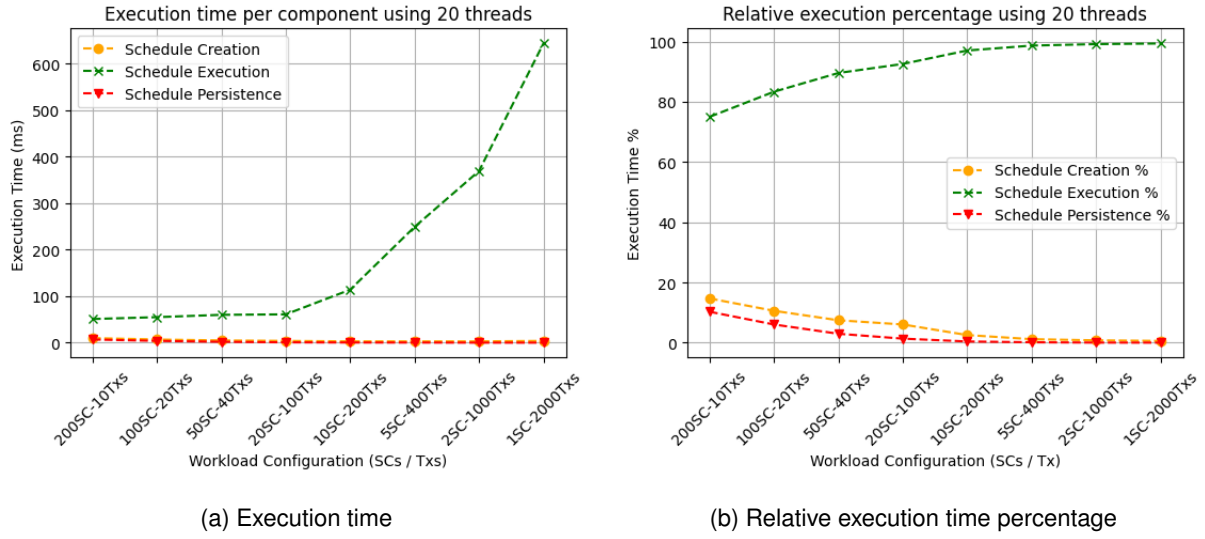 Execution time per component using 20 threads
Schedule Creation
Schedule Execution
Schedule Persistence
600
500
400
300
200
100
0
Execution Time (ms)
200SC-10Txs
100SC-20Txs
50SC-40Txs
20SC-100Txs
10SC-200Txs
5SC-400Txs
2SC-1000Txs
1SC-2000Txs
Workload Configuration (SCs / Txs)
(a) Execution time
Relative execution percentage using 20 threads
100
80
60
40
20
0
Execution Time %
Schedule Creation %
Schedule Execution %
Schedule Persistence %
200SC-10Txs
100SC-20Txs
50SC-40Txs
20SC-100Txs
10SC-200Txs
5SC-400Txs
2SC-1000Txs
1SC-2000Txs
Workload Configuration (SCs / Tx)
(b) Relative execution time percentage